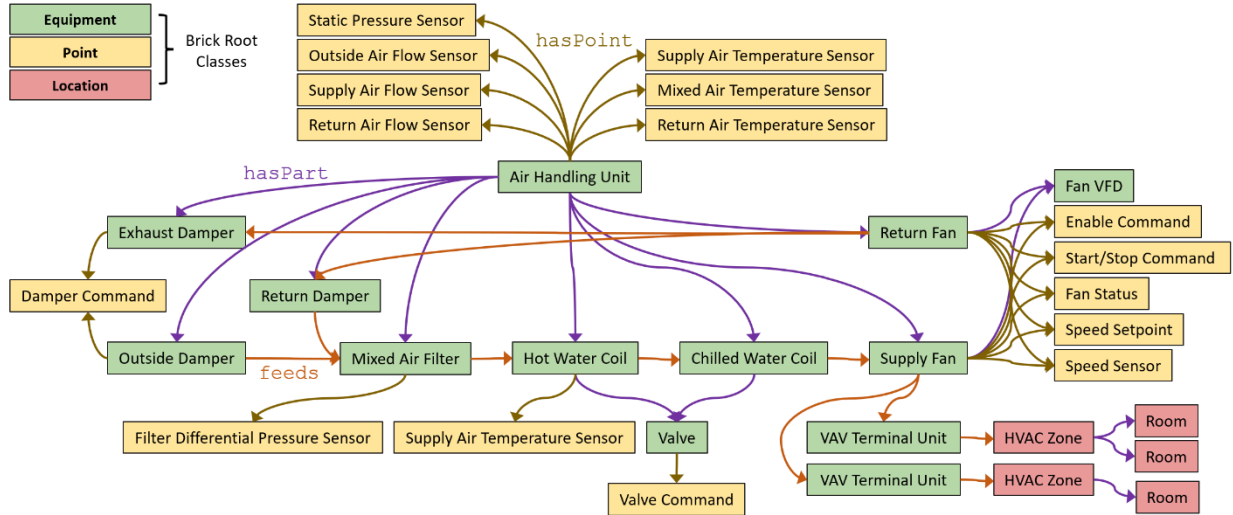 Equipment
Point
Location
Brick Root
Classes
Static Pressure Sensor
Outside Air Flow Sensor
Supply Air Flow Sensor
Return Air Flow Sensor
hasPoint
Supply Air Temperature Sensor
Mixed Air Temperature Sensor
Return Air Temperature Sensor
hasPart
Air Handling Unit
Exhaust Damper
Return Fan
Fan VFD
Enable Command
Start/Stop Command
Fan Status
Speed Setpoint
Speed Sensor
Damper Command
Return Damper
Outside Damper
feeds
Mixed Air Filter
Hot Water Coil
Chilled Water Coil
Supply Fan
Filter Differential Pressure Sensor
Supply Air Temperature Sensor
Valve
Valve Command
VAV Terminal Unit
HVAC Zone
Room
Room
VAV Terminal Unit
HVAC Zone
Room